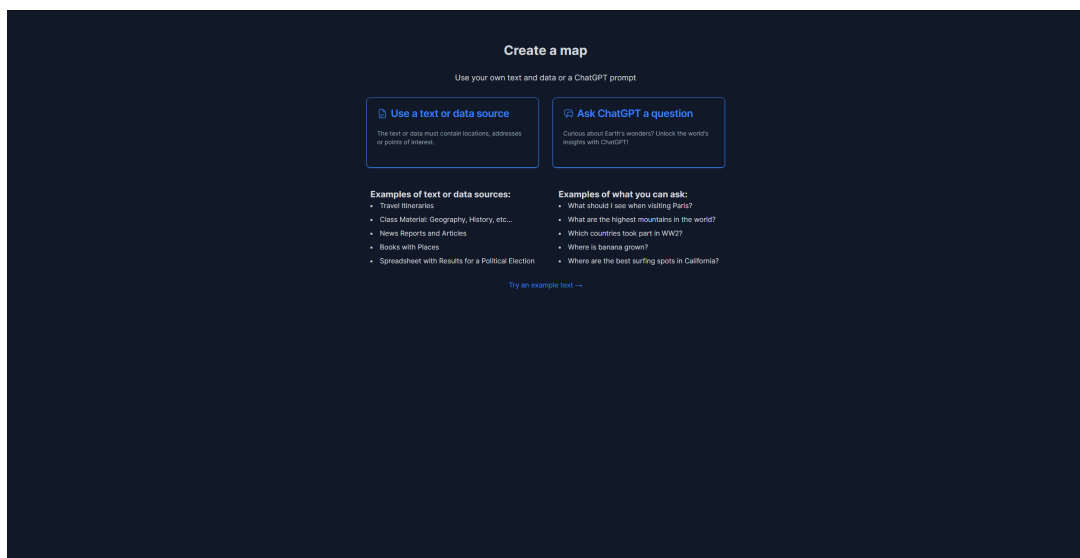 Create a map
Use your own text and data or a ChatGPT prompt
Use a text or data source
The text or data must contain locations, addresses
or points of interest.
Ask ChatGPT a question
Curious about Earth's wonders? Unlock the world's
insights with ChatGPT!
Examples of text or data sources:
• Travel Itineraries
• Class Material: Geography, History, etc...
• News Reports and Articles
• Books with Places
• Spreadsheet with Results for a Political Election
Examples of what you can ask:
• What should I see when visiting Paris?
• What are the highest mountains in the world?
• Which countries took part in WW2?
• Where is banana grown?
• Where are the best surfing spots in California?
Try an example text →